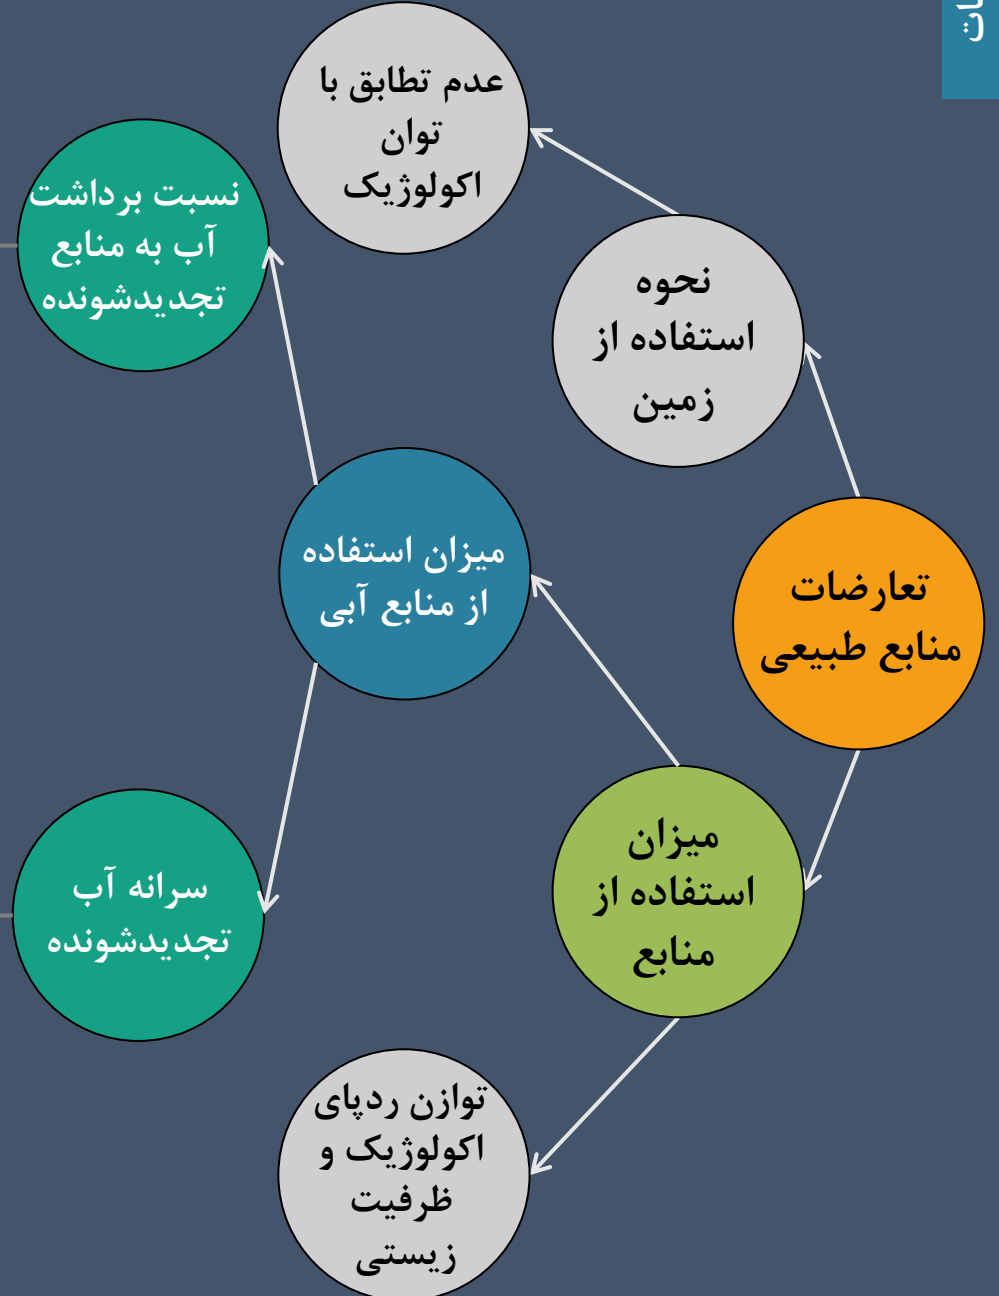 عدم تطابق با
توان
اکولوژیک
نسبت برداشت
آب به منابع
تجدیدشونده
نحوه
استفاده از
زمین
میزان استفاده
از منابع آبی
تعارضات
منابع طبیعی
میزان
استفاده از
منابع
سرانه آب
تجدیدشونده
توازن ردپای
اکولوژیک و
ظرفیت
زیستی